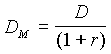 D_M = D / (1 + r)